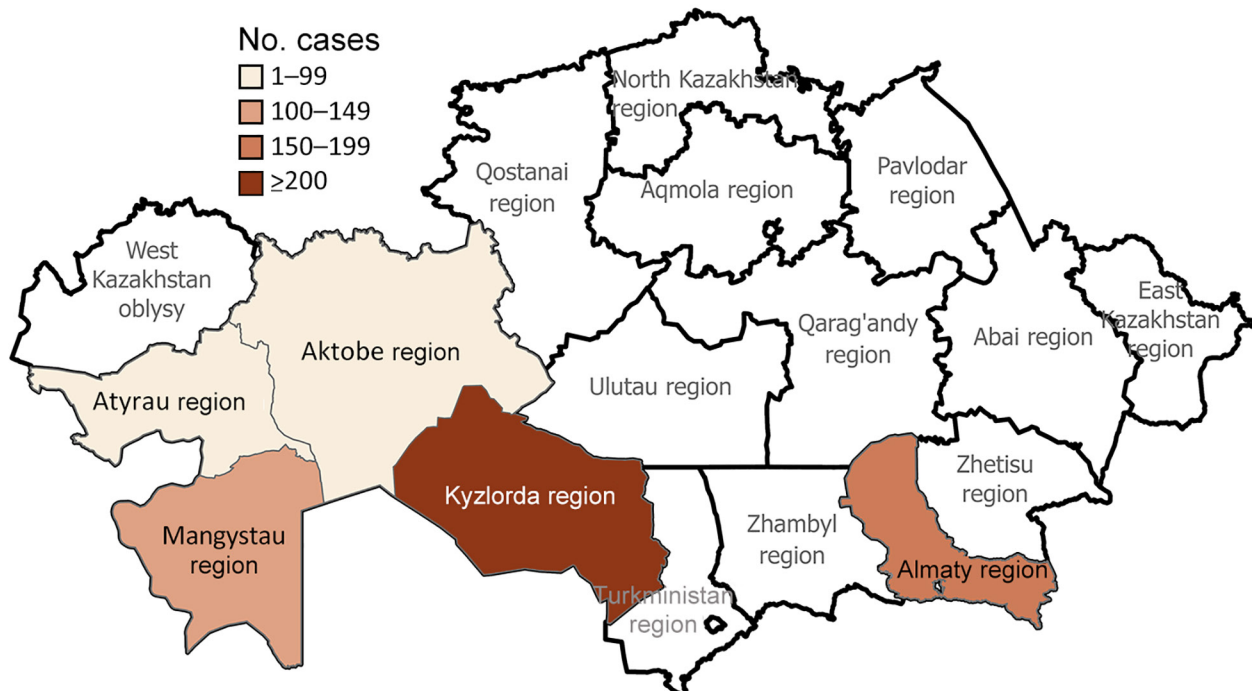 No. cases
1–99
100–149
150–199
≥200
North Kazakhstan
region
Qostanai
region
Aqmola region
Pavlodar
region
West
Kazakhstan
oblysy
East
Kazakhstan
region
Qarag'andy
region
Abai region
Aktobe region
Ulutau region
Atyrau region
Zhetisu
region
Kyzlorda region
Mangystau
region
Zhambyl
region
Almaty region
Turkministan
region